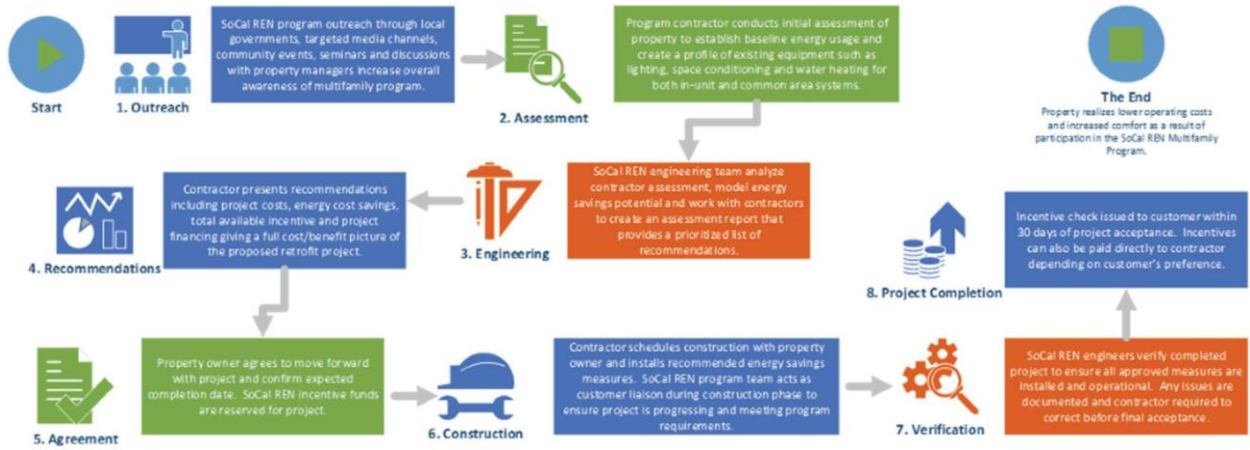 Start
1. Outreach
SoCal REN program outreach through local
governments, targeted media channels,
community events, seminars and discussions
with property managers increase overall
awareness of multifamily program.
2. Assessment
Program contractor conducts initial assessment of
property to establish baseline energy usage and
create a profile of existing equipment such as
lighting, space conditioning and water heating for
both in-unit and common area systems.
3. Engineering
SoCal REN engineering team analyze
contractor assessment, model energy
savings potential and work with contractors
to create an assessment report that
provides a prioritized list of
recommendations.
4. Recommendations
Contractor presents recommendations
including project costs, energy cost savings,
total available incentive and project
financing giving a full cost/benefit picture of
the proposed retrofit project.
5. Agreement
Property owner agrees to move forward
with project and confirm expected
completion date. SoCal REN incentive funds
are reserved for project.
6. Construction
Contractor schedules construction with property
owner and installs recommended energy savings
measures. SoCal REN program team acts as
customer liaison during construction phase to
ensure project is progressing and meeting program
requirements.
7. Verification
SoCal REN engineers verify completed
project to ensure all approved measures are
installed and operational. Any issues are
documented and contractor required to
correct before final acceptance.
8. Project Completion
Incentive check issued to customer within
30 days of project acceptance. Incentives
can also be paid directly to contractor
depending on customer's preference.
The End
Property realizes lower operating costs
and increased comfort as a result of
participation in the SoCal REN Multifamily
Program.